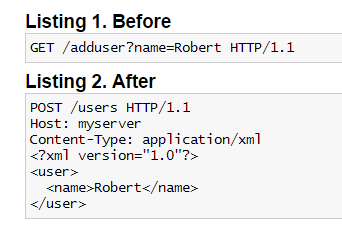 Listing 1. Before
GET /adduser?name=Robert HTTP/1.1
Listing 2. After
POST /users HTTP/1.1
Host: myserver
Content-Type: application/xml
<?xml version="1.0"?>
<user>
  <name>Robert</name>
</user>